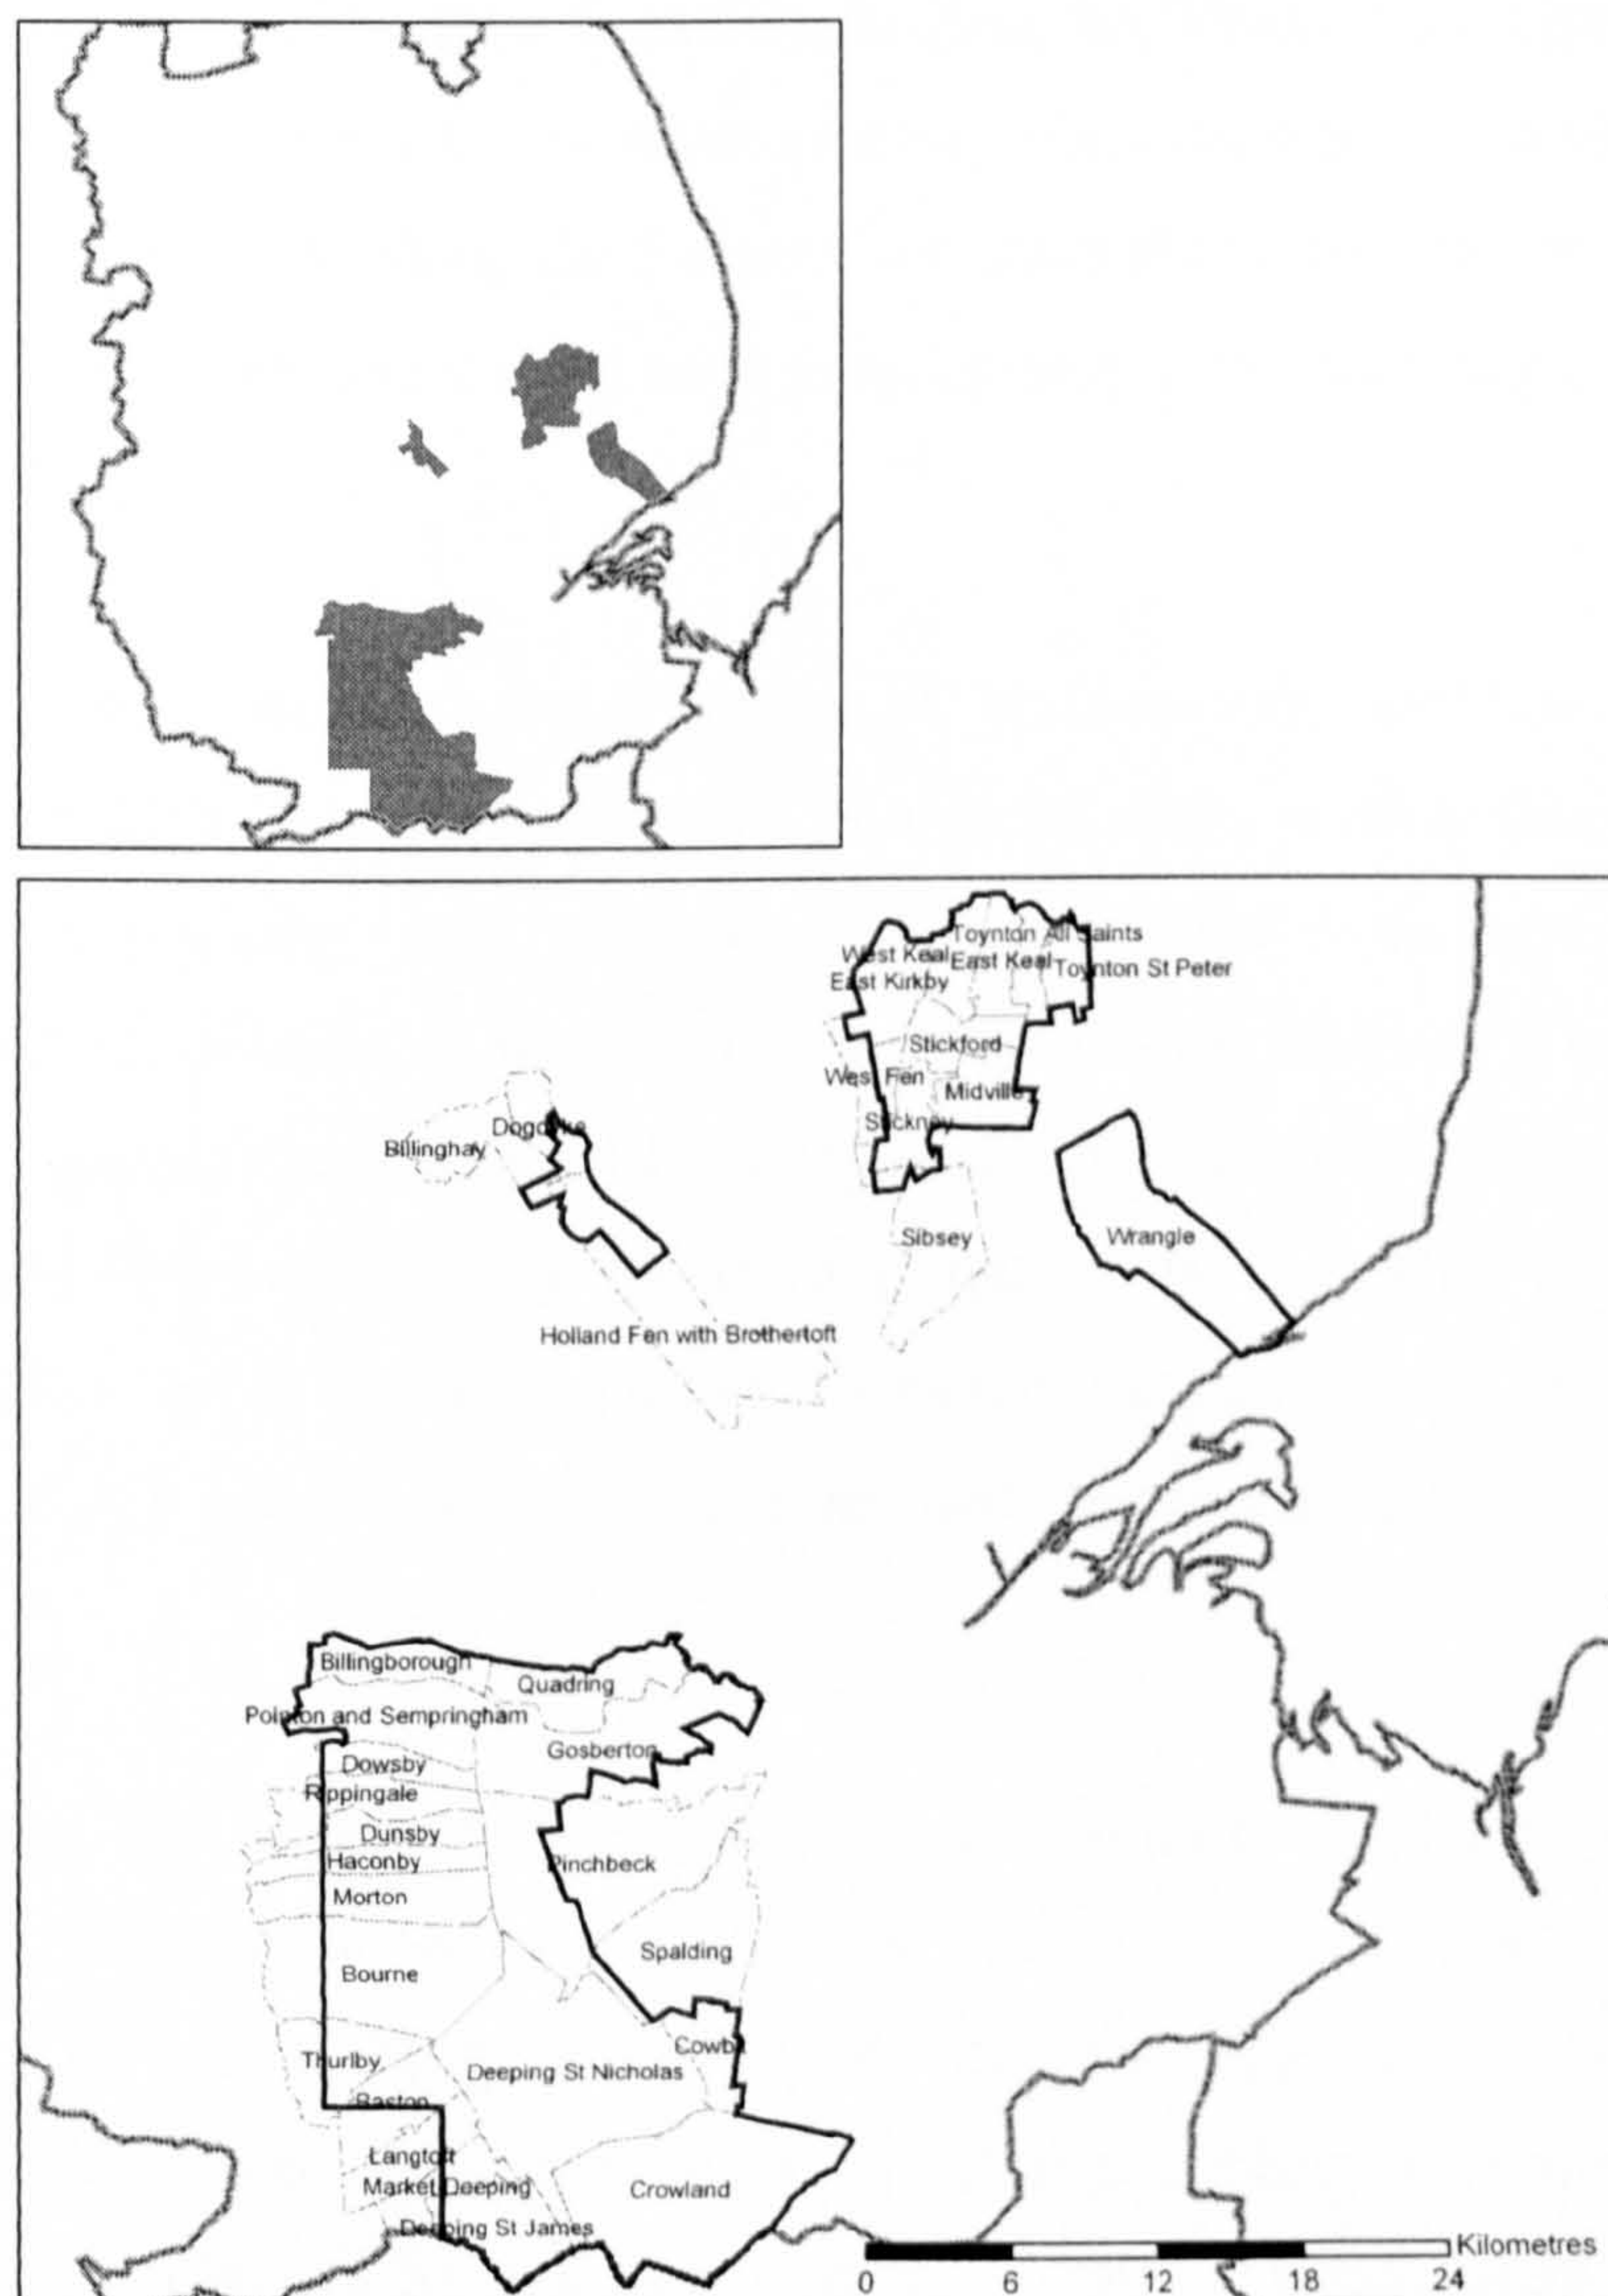 Toynton All Saints
West Keal
East Keal
Toynton St Peter
East Kirkby
Stickford
West Fen
Midville
Stickney
Dogdyke
Billinghay
Sibsey
Wrangle
Holland Fen with Brothertoft
Billingborough
Quadring
Pointon and Sempringham
Gosberton
Dowsby
Rippingale
Dunsby
Haconby
Pinchbeck
Morton
Spalding
Bourne
Cowbit
Thurlby
Deeping St Nicholas
Baston
Langtoft
Market Deeping
Crowland
Deeping St James
Kilometres
0 6 12 18 24